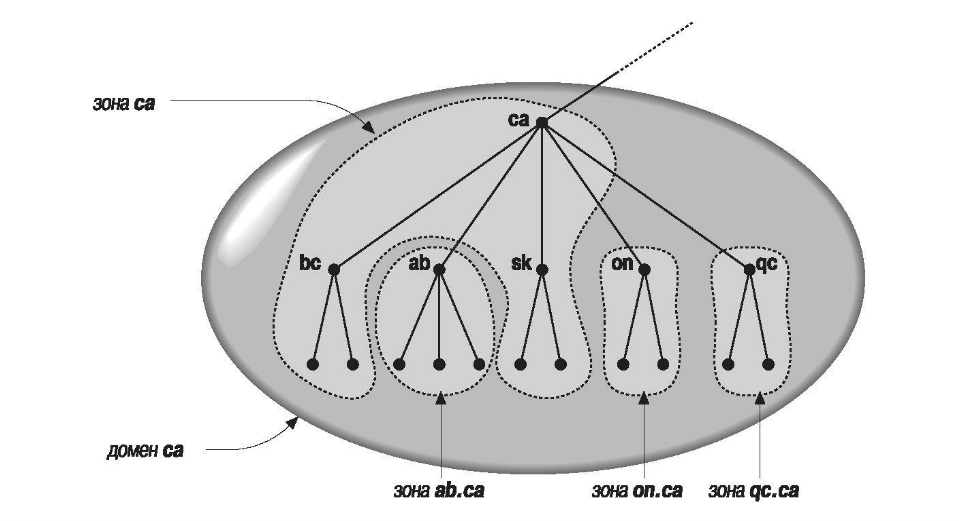 зона ca
ca
bc
ab
sk
on
qc
домен ca
зона ab.ca
зона on.ca
зона qc.ca